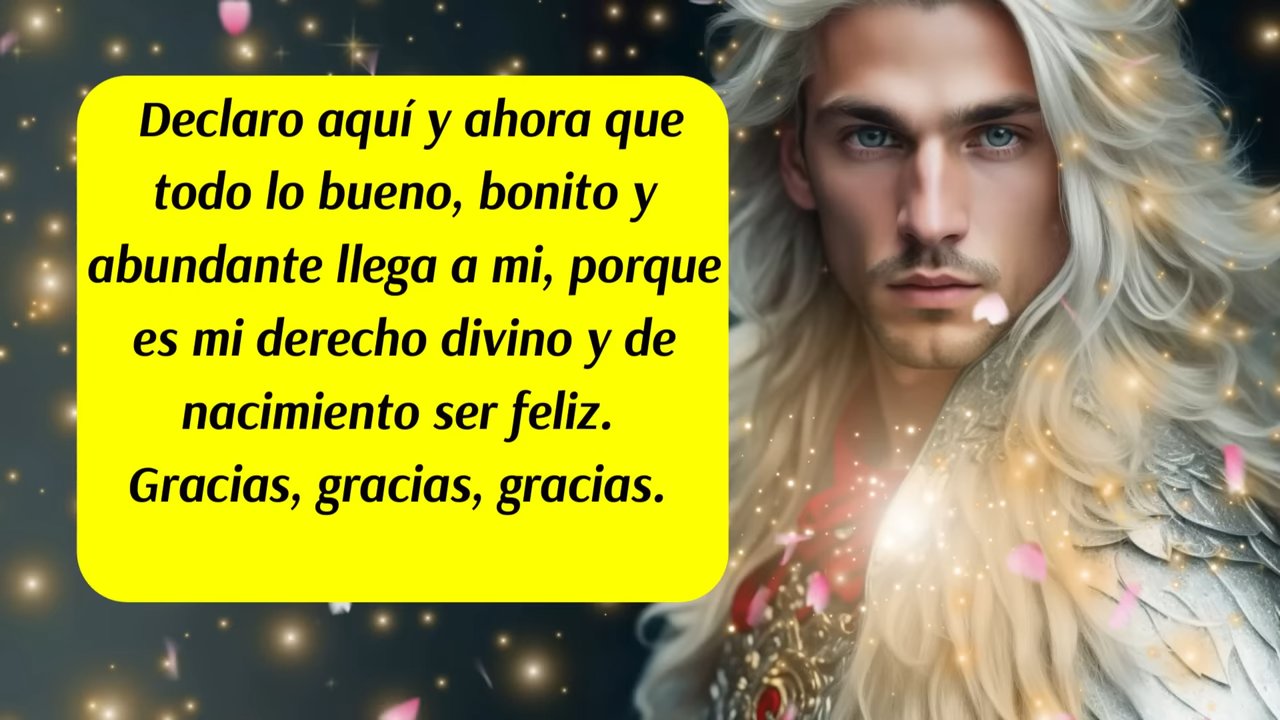 Declaro aquí y ahora que
todo lo bueno, bonito y
abundante llega a mi, porque
es mi derecho divino y de
nacimiento ser feliz.
Gracias, gracias, gracias.